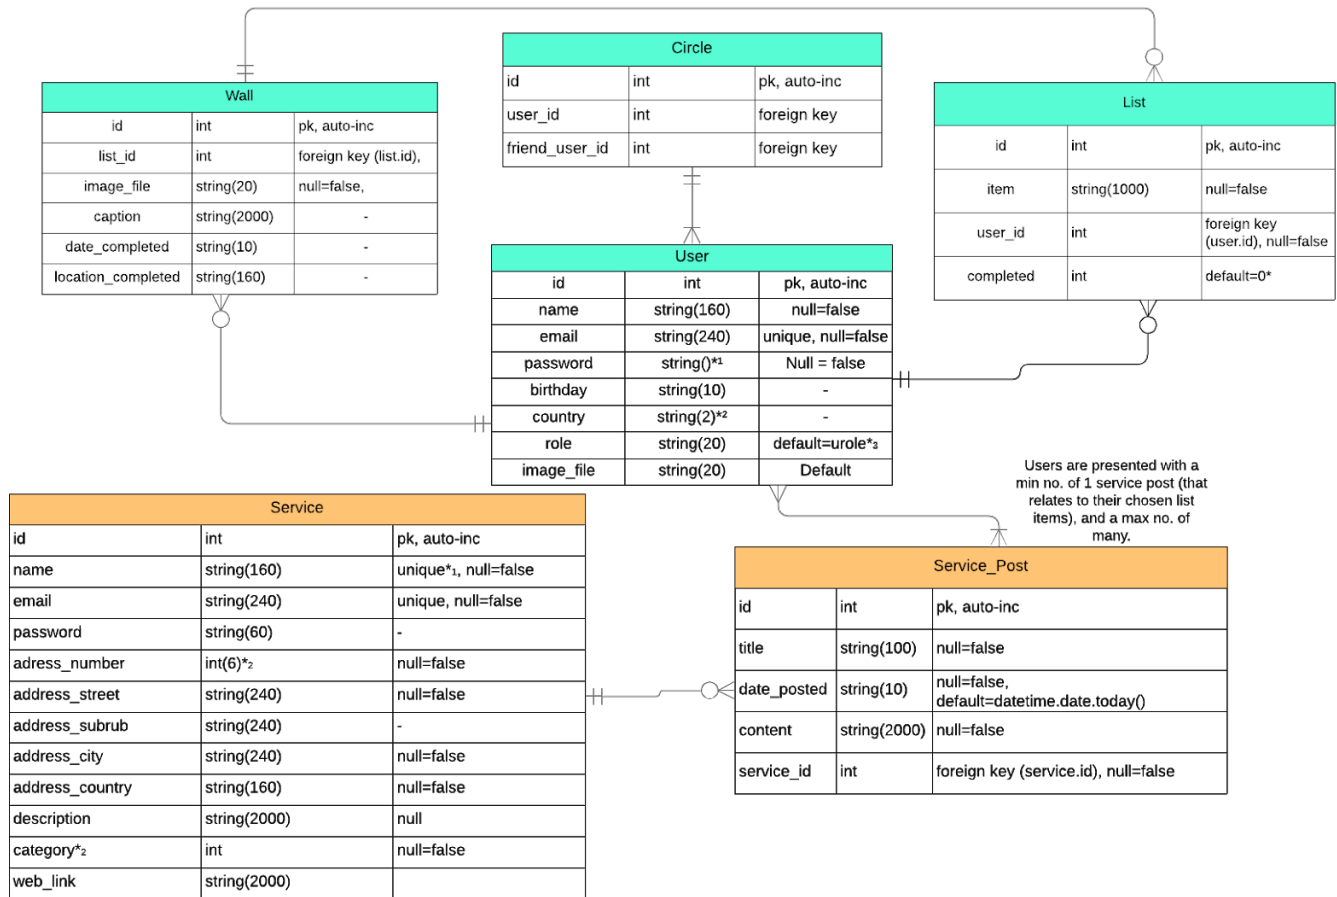 Circle
id int pk, auto-inc
user_id int foreign key
friend_user_id int foreign key
Wall
id int pk, auto-inc
list_id int foreign key (list.id),
image_file string(20) null=false,
caption string(2000) -
date_completed string(10) -
location_completed string(160) -
List
id int pk, auto-inc
item string(1000) null=false
user_id int foreign key
(user.id), null=false
completed int default=0*
User
id int pk, auto-inc
name string(160) null=false
email string(240) unique, null=false
password string()*¹ Null = false
birthday string(10) -
country string(2)*² -
role string(20) default=urole*₃
image_file string(20) Default
Users are presented with a
min no. of 1 service post (that
relates to their chosen list
items), and a max no. of
many.
Service
id int pk, auto-inc
name string(160) unique*₁, null=false
email string(240) unique, null=false
password string(60) -
adress_number int(6)*₂ null=false
address_street string(240) null=false
address_subrub string(240) -
address_city string(240) null=false
address_country string(160) null=false
description string(2000) null
category*₂ int null=false
web_link string(2000)
Service_Post
id int pk, auto-inc
title string(100) null=false
date_posted string(10) null=false,
default=datetime.date.today()
content string(2000) null=false
service_id int foreign key (service.id), null=false